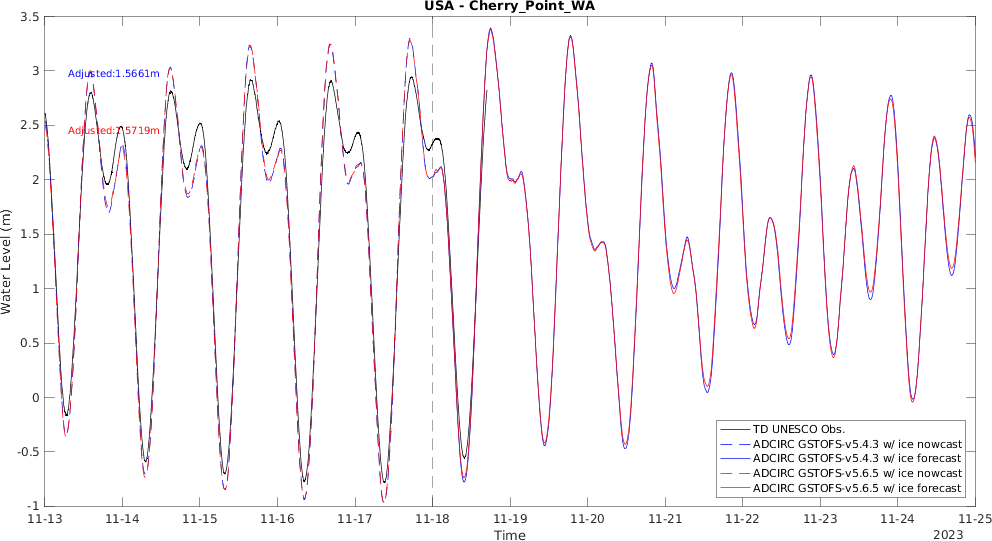 USA - Cherry_Point_WA
3.5
3
2.5
2
1.5
1
0.5
0
-0.5
-1
Water Level (m)
Adjusted:1.5661m
Adjusted:1.5719m
TD UNESCO Obs.
ADCIRC GSTOFS-v5.4.3 w/ ice nowcast
ADCIRC GSTOFS-v5.4.3 w/ ice forecast
ADCIRC GSTOFS-v5.6.5 w/ ice nowcast
ADCIRC GSTOFS-v5.6.5 w/ ice forecast
11-13 11-14 11-15 11-16 11-17 11-18 11-19 11-20 11-21 11-22 11-23 11-24 11-25
Time
2023